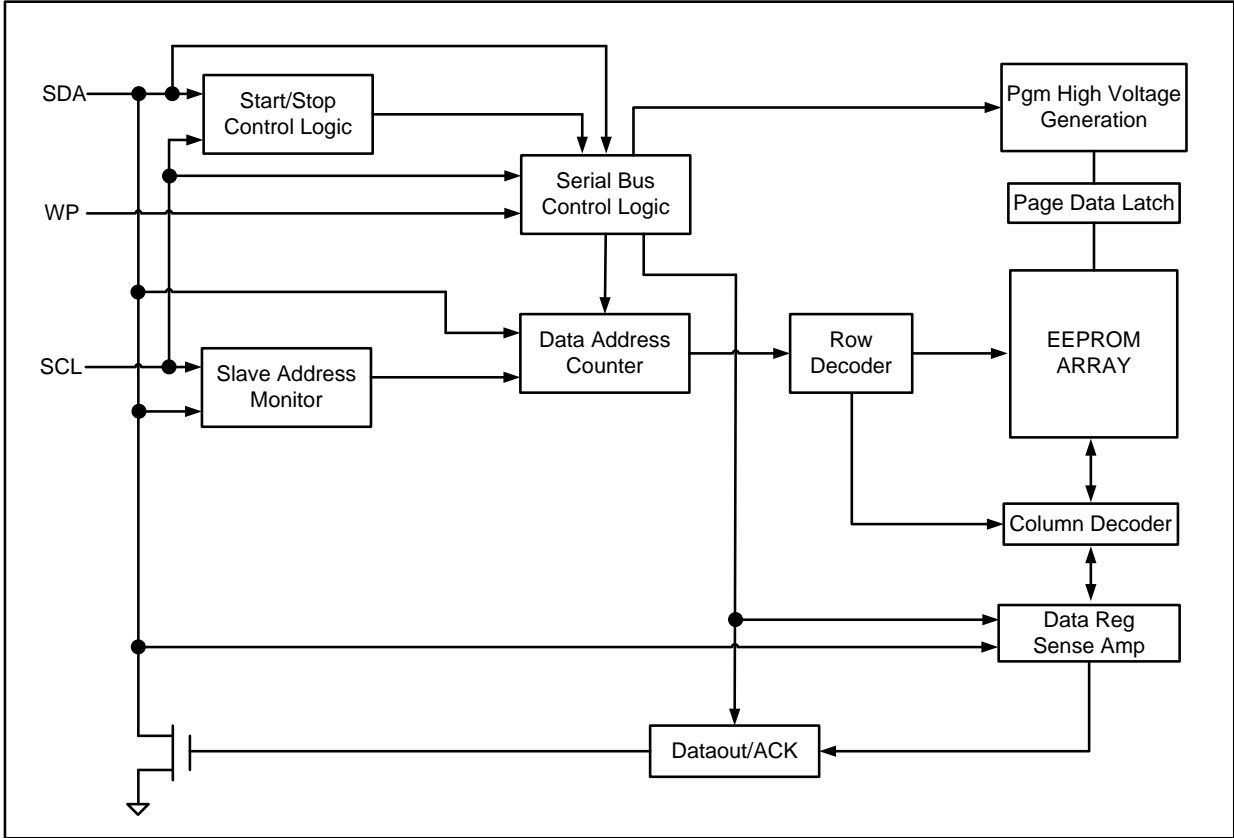 SDA
Start/Stop
Control Logic
Pgm High Voltage
Generation
Serial Bus
Control Logic
WP
Page Data Latch
Data Address
Counter
Row
Decoder
EEPROM
ARRAY
SCL
Slave Address
Monitor
Column Decoder
Data Reg
Sense Amp
Dataout/ACK